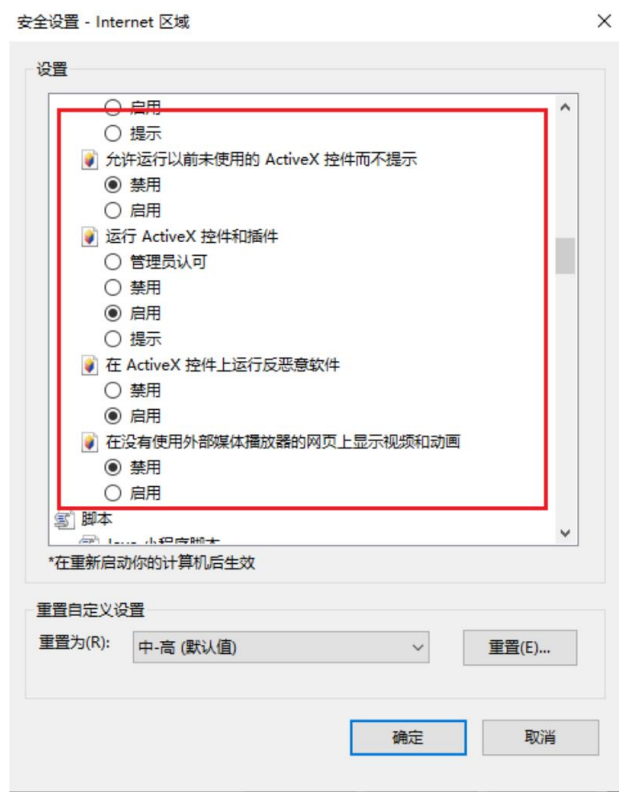 安全设置 - Internet 区域
设置
启用
提示
允许运行以前未使用的 ActiveX 控件而不提示
禁用
启用
运行 ActiveX 控件和插件
管理员认可
禁用
启用
提示
在 ActiveX 控件上运行反恶意软件
禁用
启用
在没有使用外部媒体播放器的网页上显示视频和动画
禁用
启用
脚本
Java 小程序脚本
*在重新启动你的计算机后生效
重置自定义设置
重置为(R): 中-高 (默认值) 重置(E)...
确定 取消